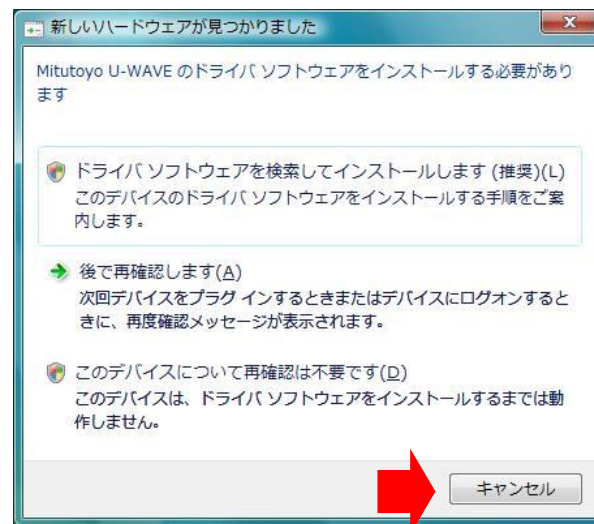 新しいハードウェアが見つかりました
Mitutoyo U-WAVE のドライバ ソフトウェアをインストールする必要があり
ます
ドライバ ソフトウェアを検索してインストールします (推奨)(L)
このデバイスのドライバ ソフトウェアをインストールする手順をご案
内します。
後で再確認します(A)
次回デバイスをプラグ インするときまたはデバイスにログオンすると
きに、再度確認メッセージが表示されます。
このデバイスについて再確認は不要です(D)
このデバイスは、ドライバ ソフトウェアをインストールするまでは動
作しません。
キャンセル